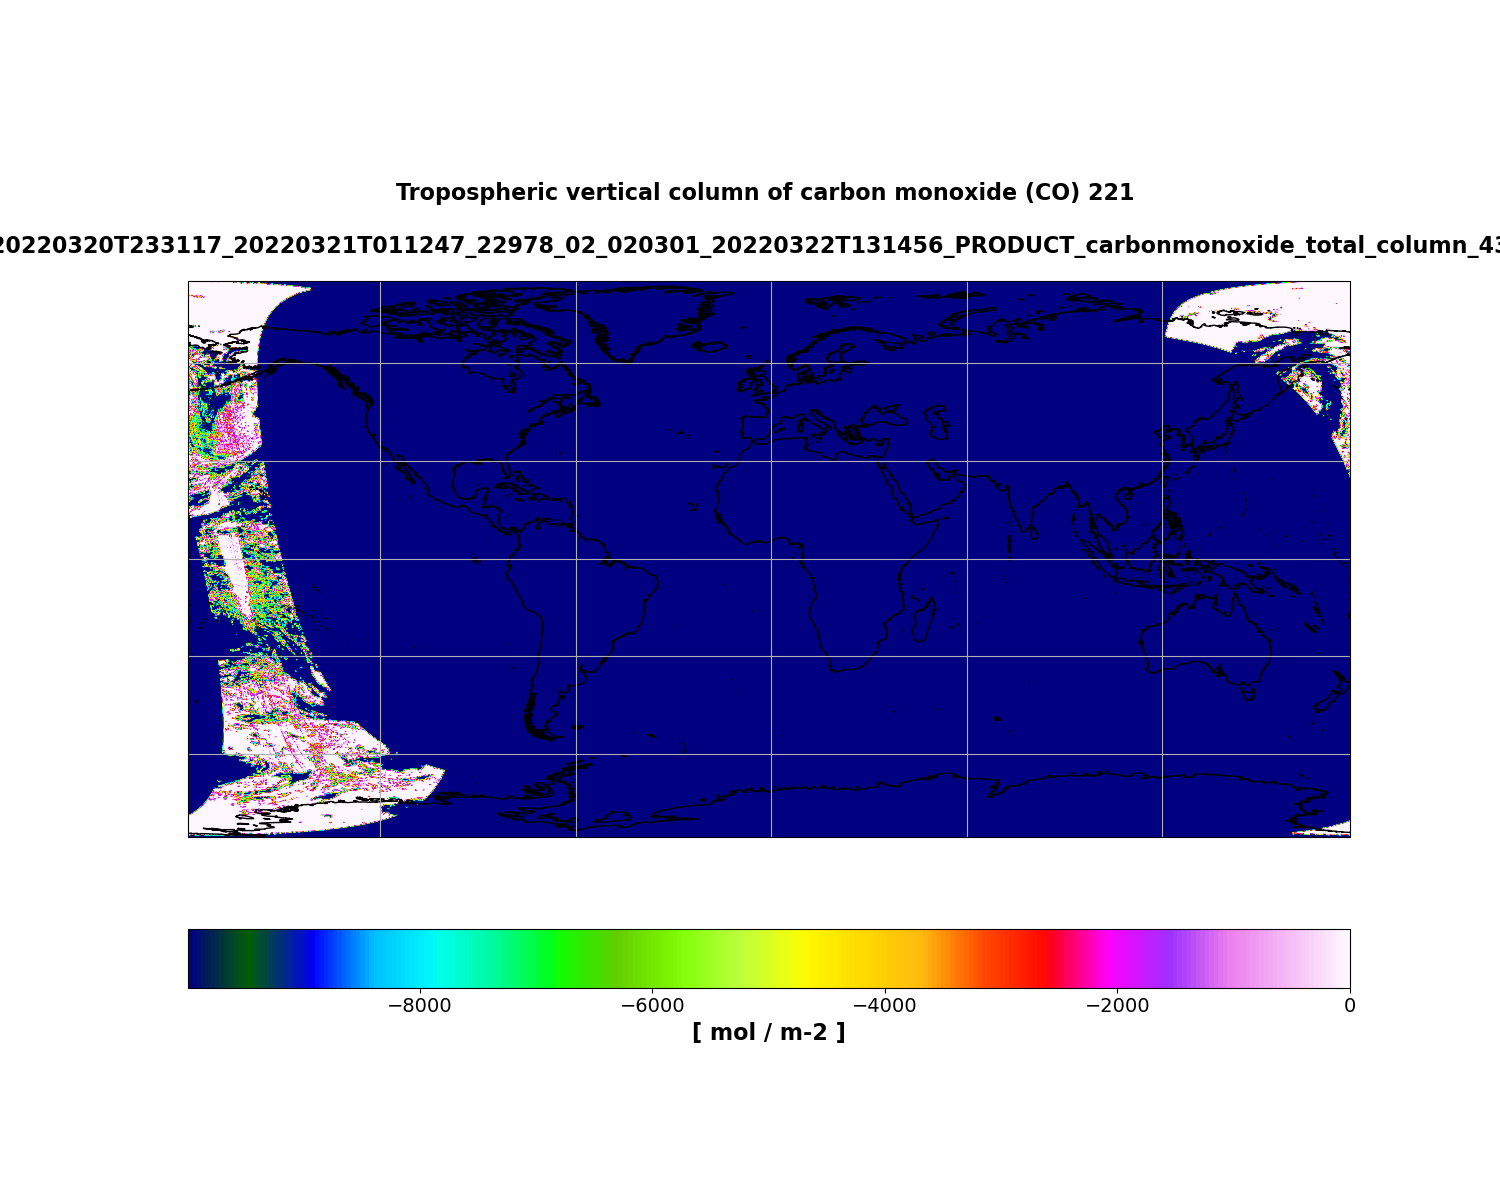 Tropospheric vertical column of carbon monoxide (CO) 221
20220320T233117_20220321T011247_22978_02_020301_20220322T131456_PRODUCT_carbonmonoxide_total_column_43
−8000 −6000 −4000 −2000 0
[ mol / m-2 ]